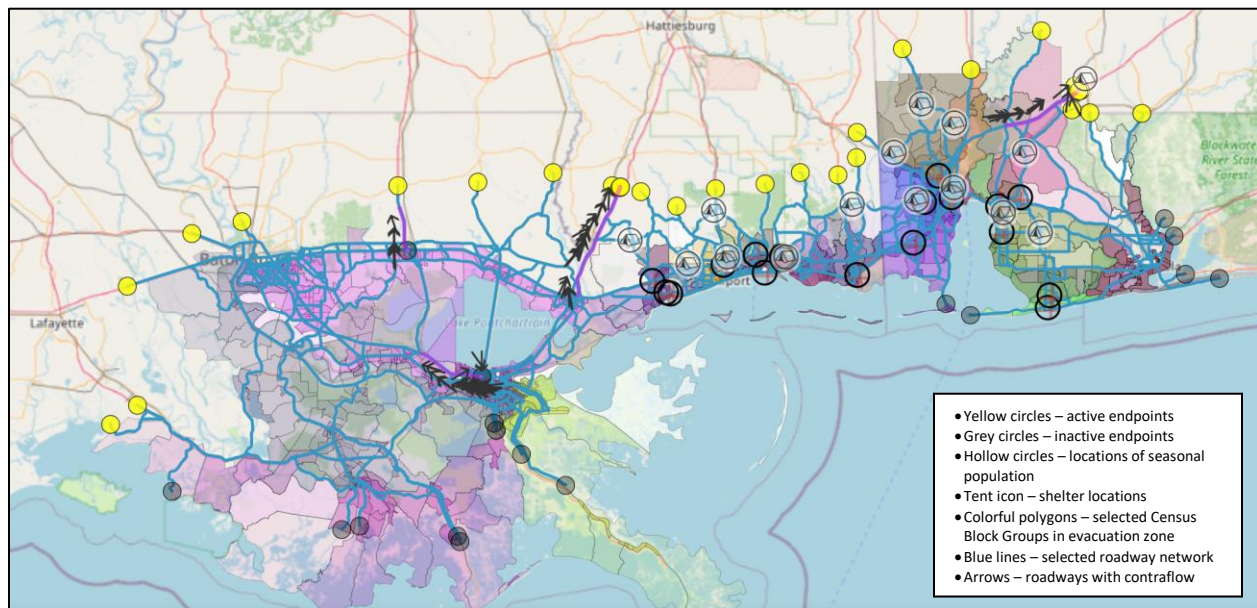 Hattiesburg
Blackwater
River State
Forest
Lafayette
Lake Pontchartrain
• Yellow circles – active endpoints
• Grey circles – inactive endpoints
• Hollow circles – locations of seasonal
population
• Tent icon – shelter locations
• Colorful polygons – selected Census
Block Groups in evacuation zone
• Blue lines – selected roadway network
• Arrows – roadways with contraflow